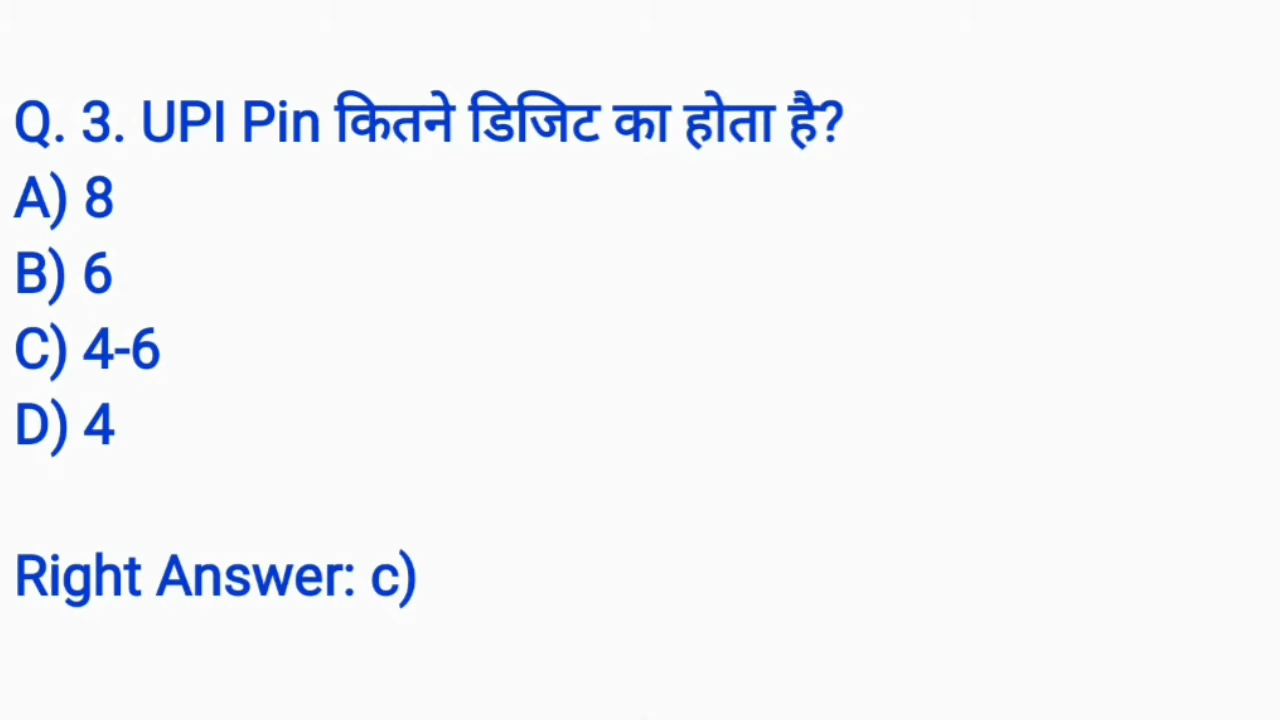 Q. 3. UPI Pin कितने डिजिट का होता है?
A) 8
B) 6
C) 4-6
D) 4
Right Answer: c)